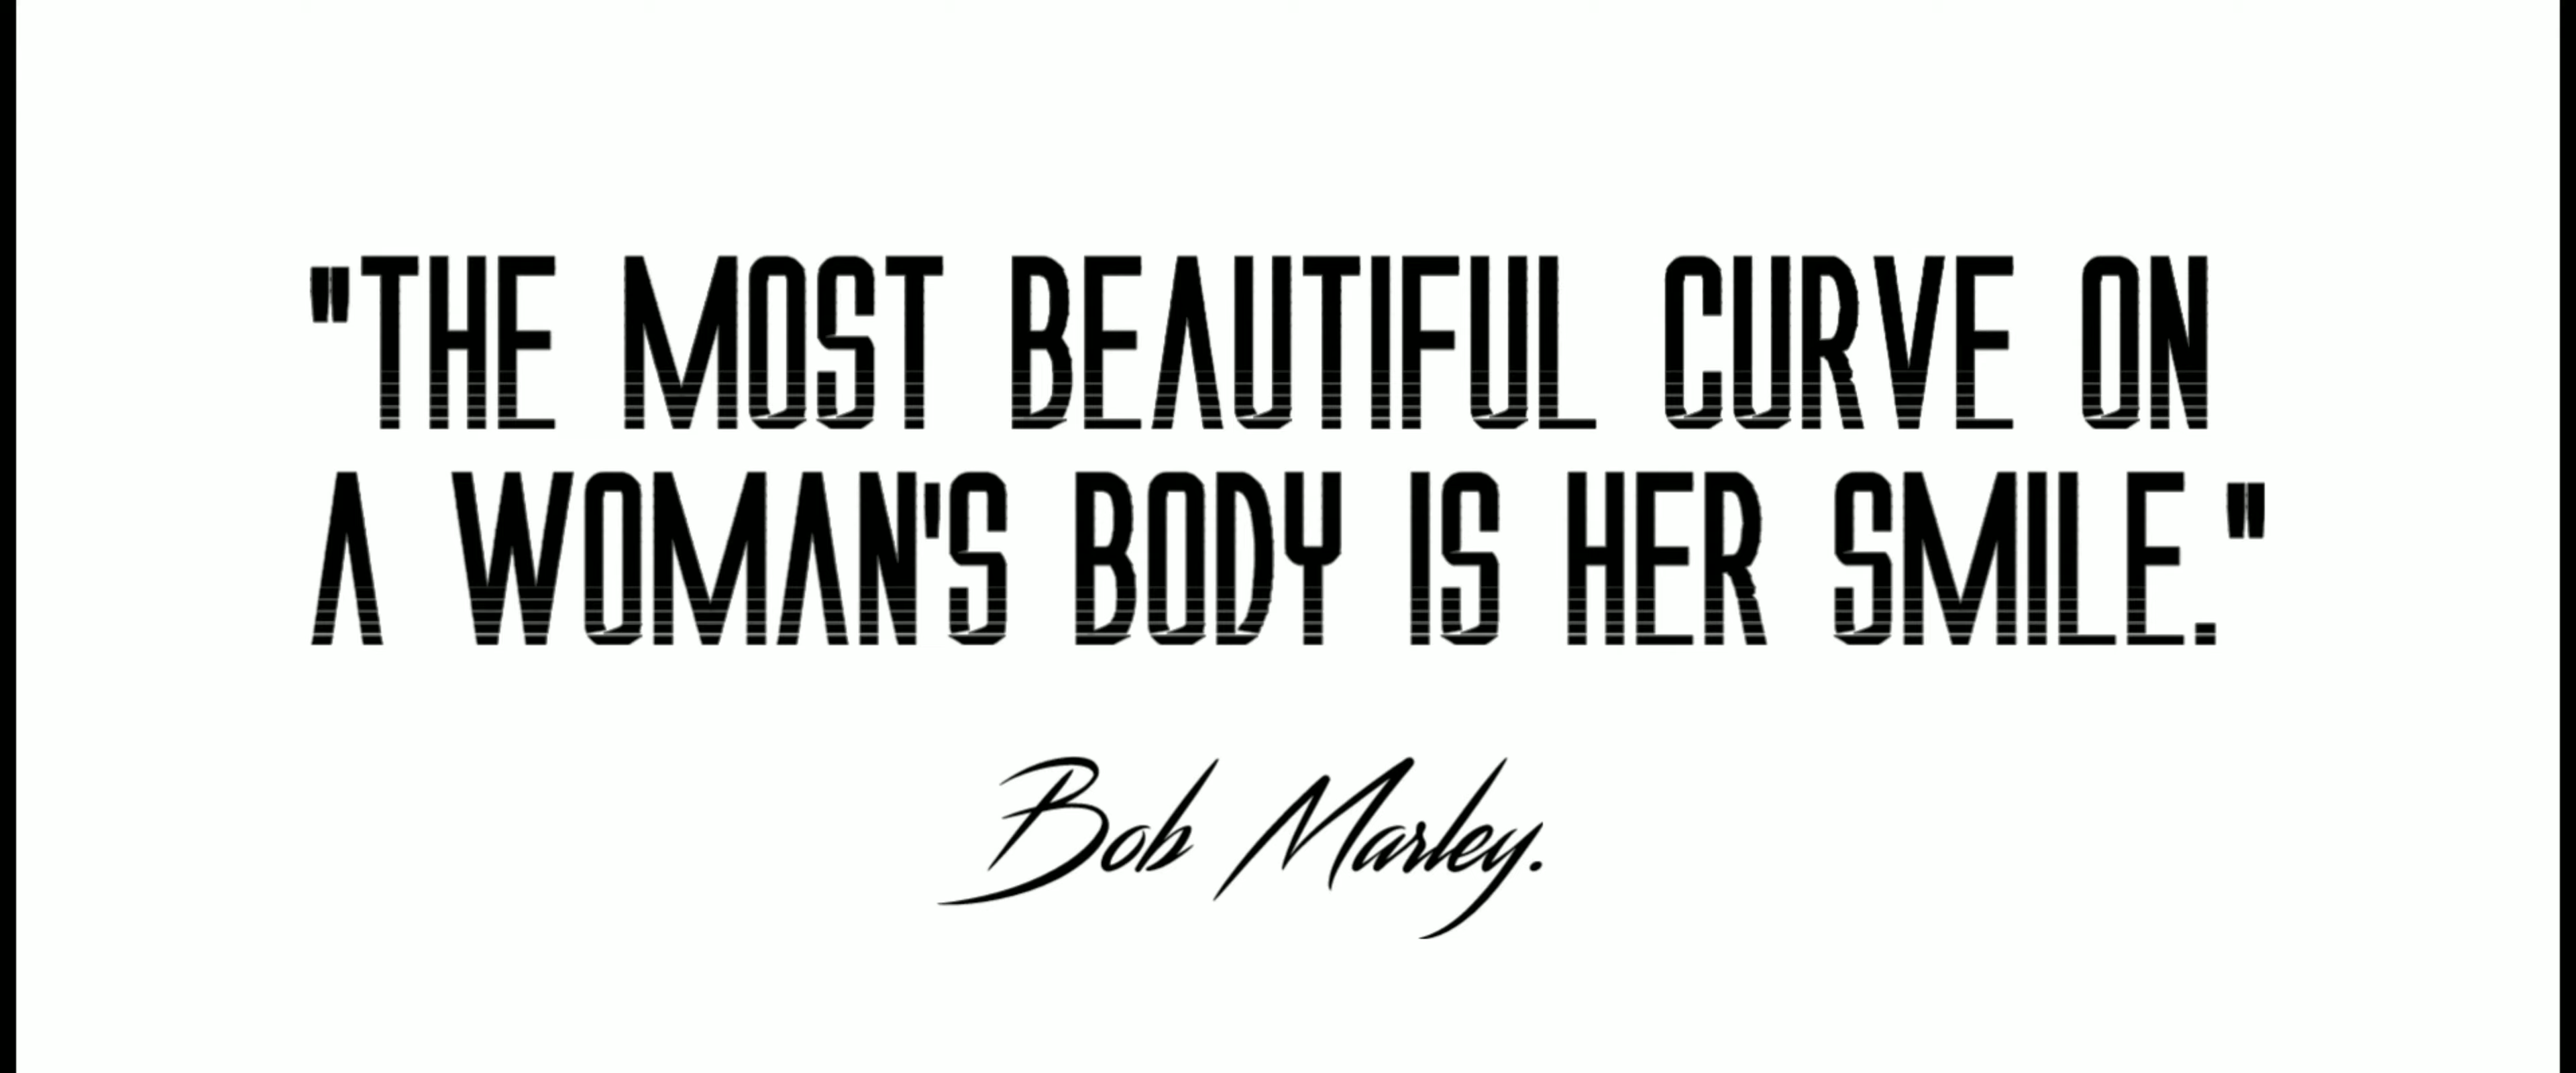 "THE MOST BEAUTIFUL CURVE ON
A WOMAN'S BODY IS HER SMILE."
Bob Marley.